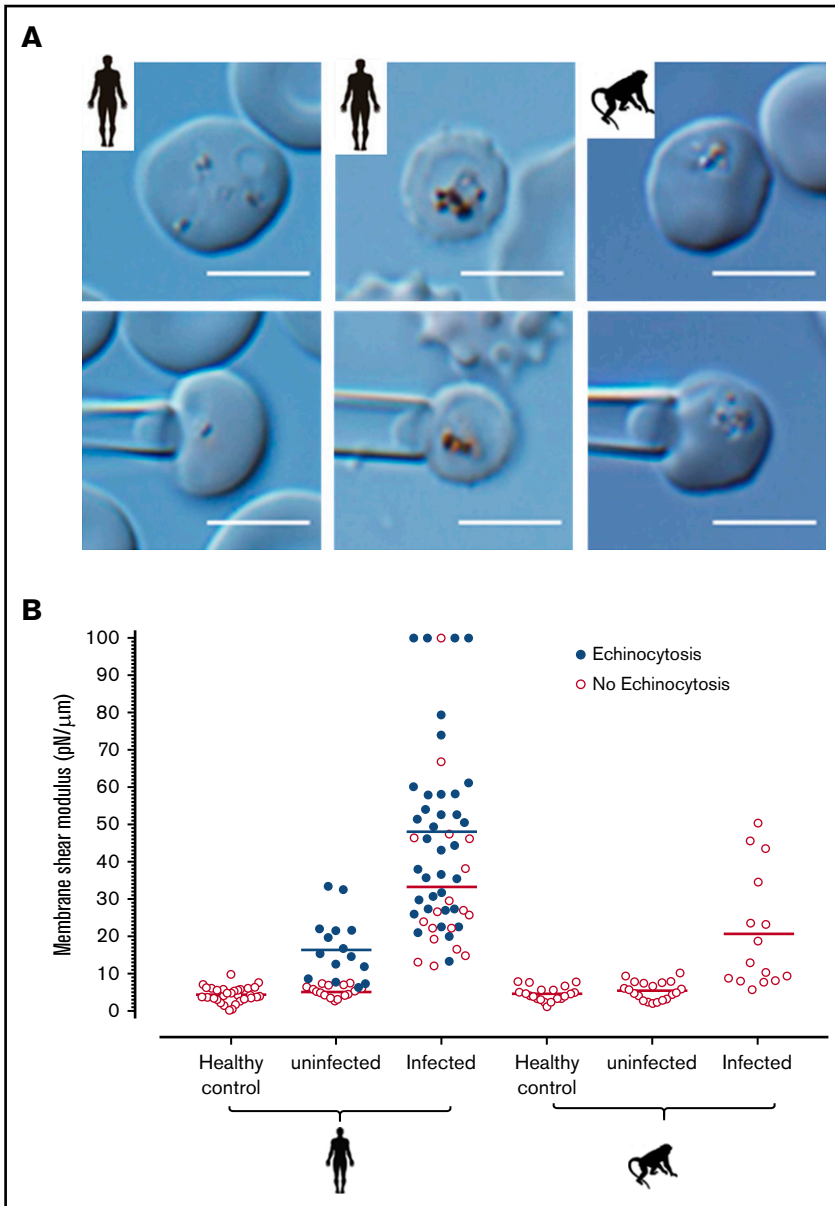 A
B
100
90
80
70
60
50
40
30
20
10
0
Membrane shear modulus (pN/μm)
Echinocytosis
No Echinocytosis
Healthy control
uninfected
Infected
Healthy control
uninfected
Infected